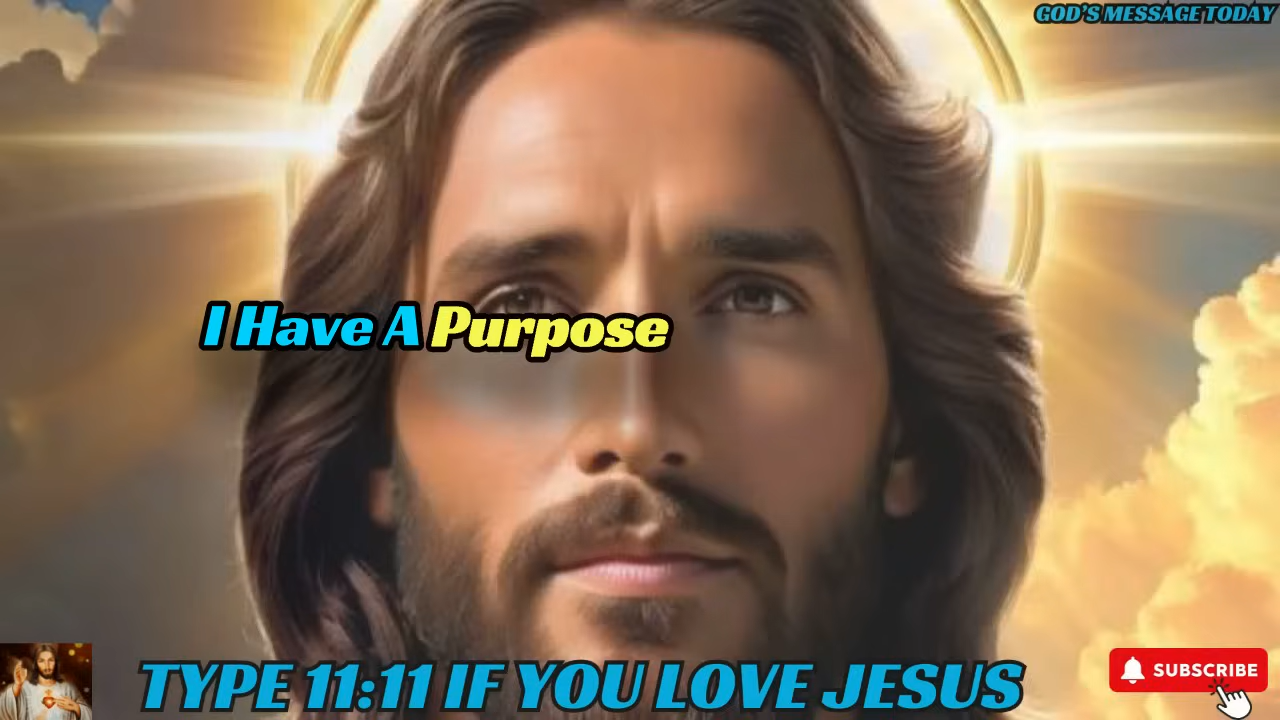 GOD'S MESSAGE TODAY
I Have A Purpose
TYPE 11:11 IF YOU LOVE JESUS
SUBSCRIBE